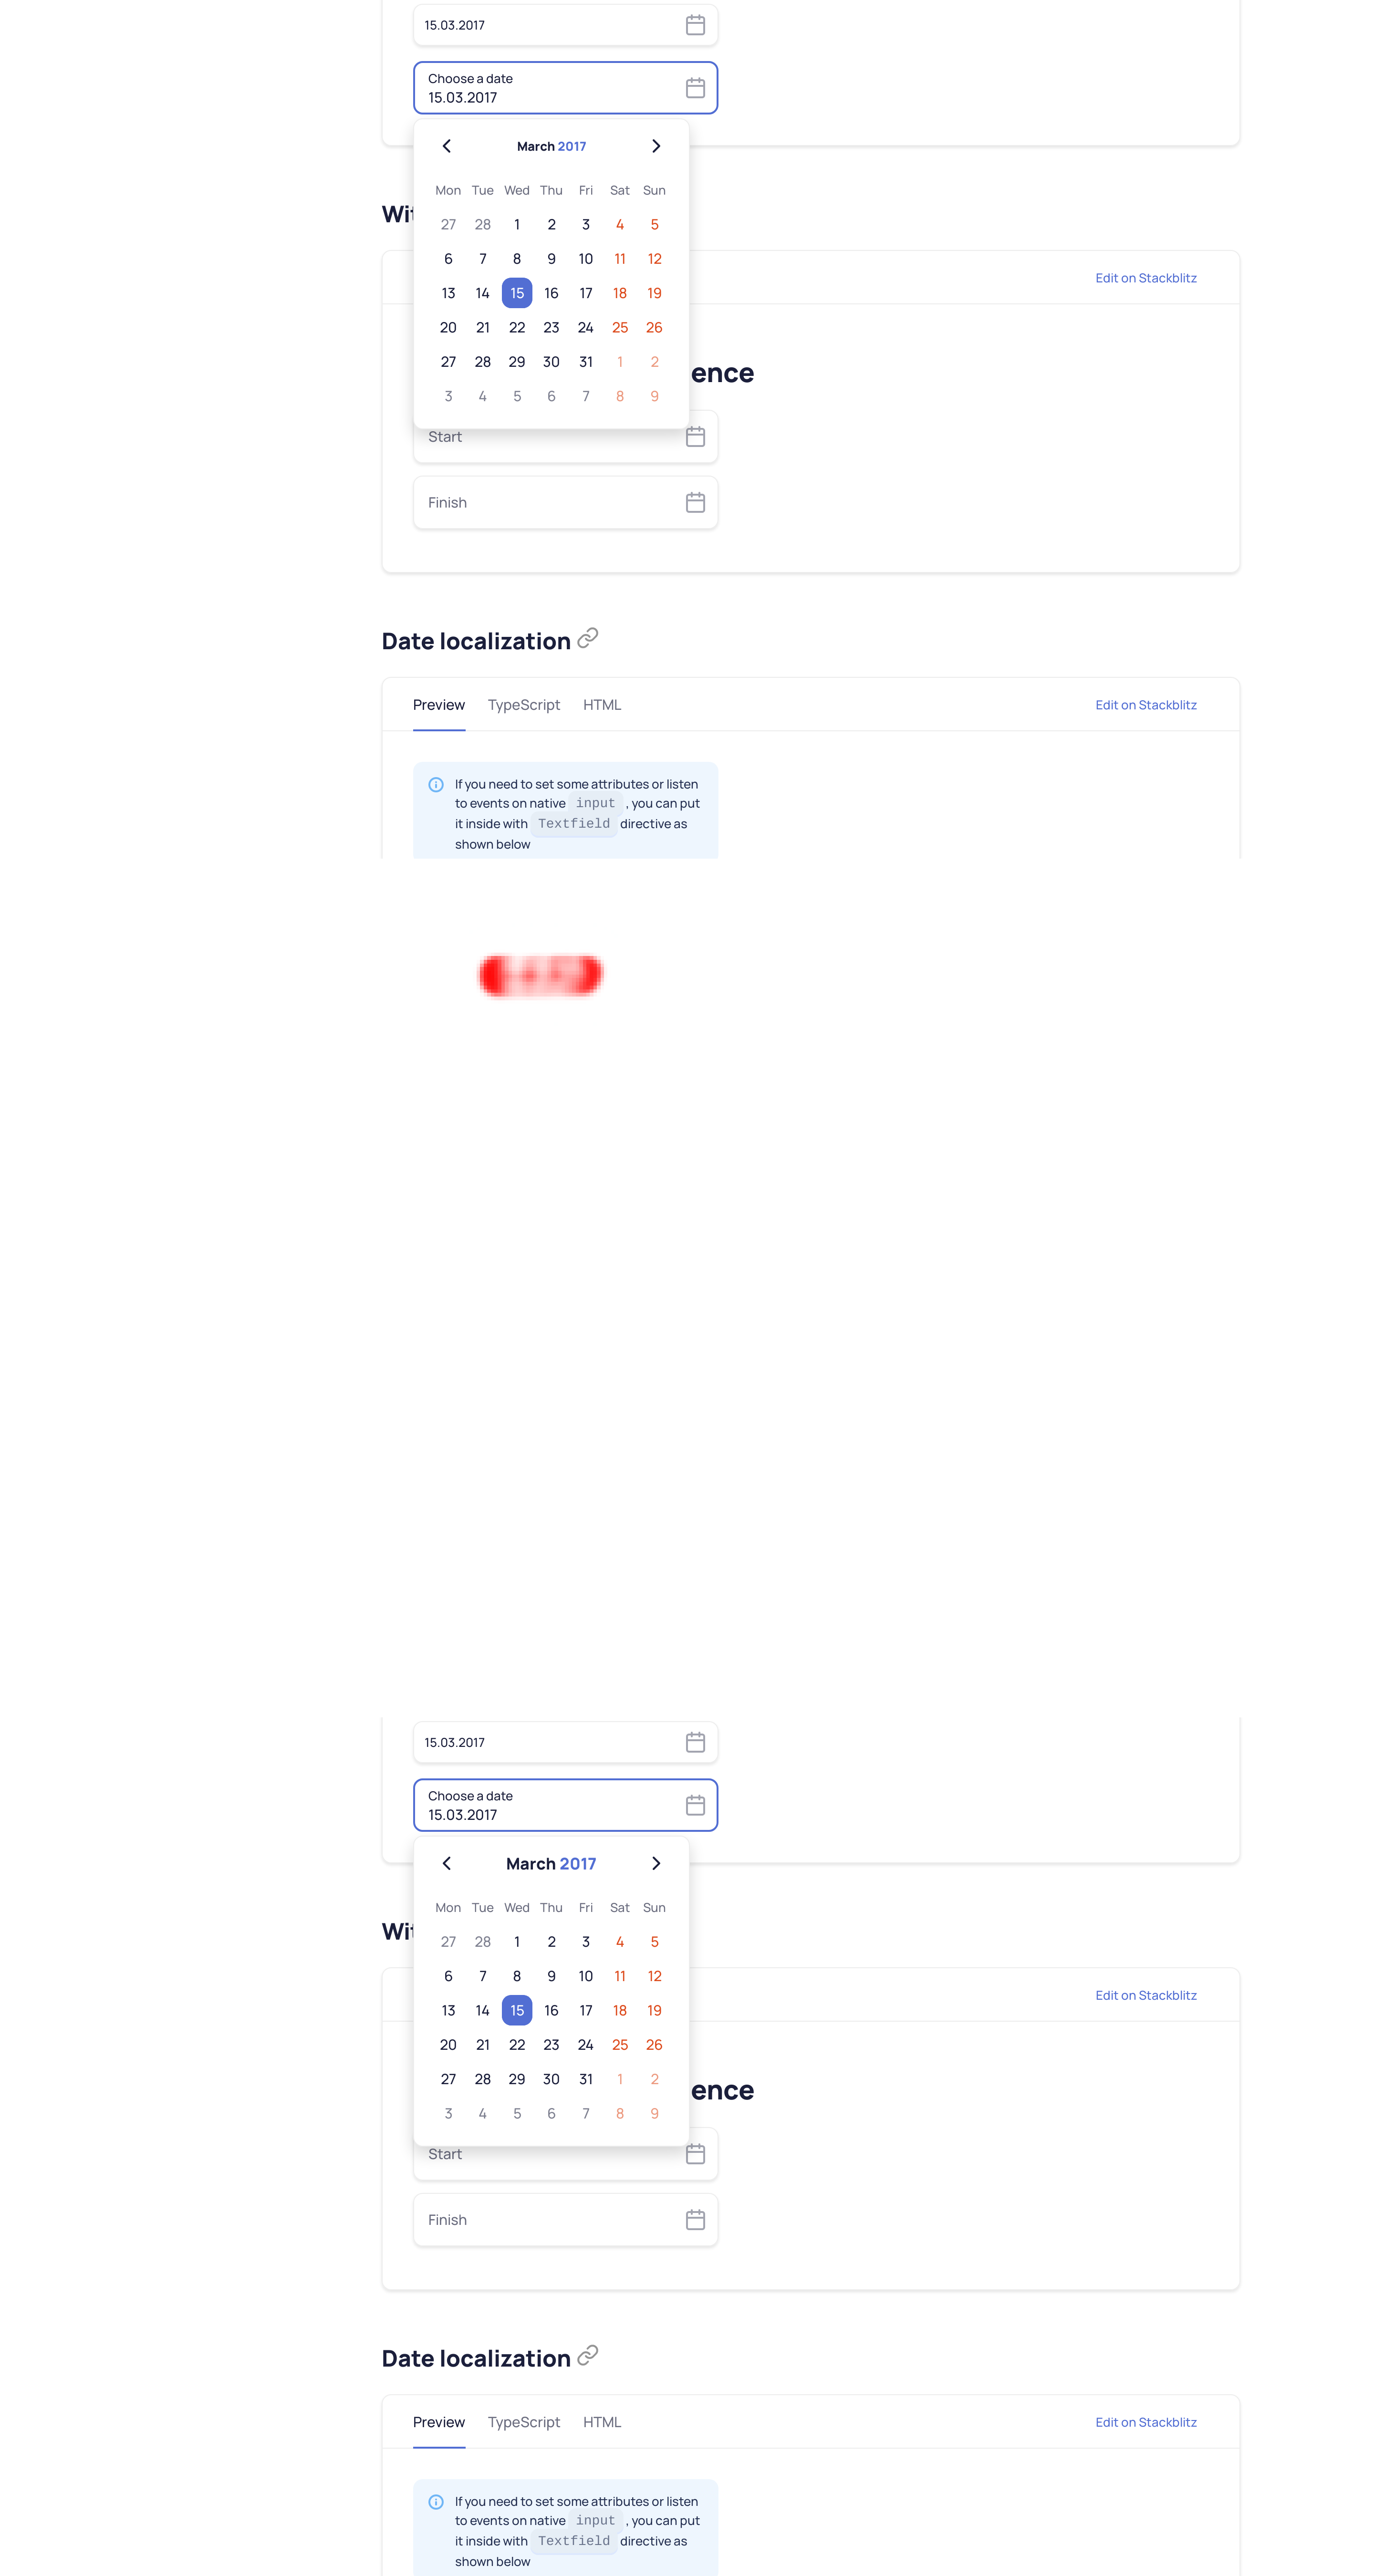 15.03.2017
Choose a date
15.03.2017
March 2017
Mon Tue Wed Thu Fri Sat Sun
27 28 1 2 3 4 5
6 7 8 9 10 11 12
13 14 15 16 17 18 19
20 21 22 23 24 25 26
27 28 29 30 31 1 2
3 4 5 6 7 8 9
Edit on Stackblitz
ence
Start
Finish
Date localization
Preview TypeScript HTML Edit on Stackblitz
If you need to set some attributes or listen
to events on native input , you can put
it inside with Textfield directive as
shown below
15.03.2017
Choose a date
15.03.2017
March 2017
Mon Tue Wed Thu Fri Sat Sun
27 28 1 2 3 4 5
6 7 8 9 10 11 12
13 14 15 16 17 18 19
20 21 22 23 24 25 26
27 28 29 30 31 1 2
3 4 5 6 7 8 9
Edit on Stackblitz
ence
Start
Finish
Date localization
Preview TypeScript HTML Edit on Stackblitz
If you need to set some attributes or listen
to events on native input , you can put
it inside with Textfield directive as
shown below